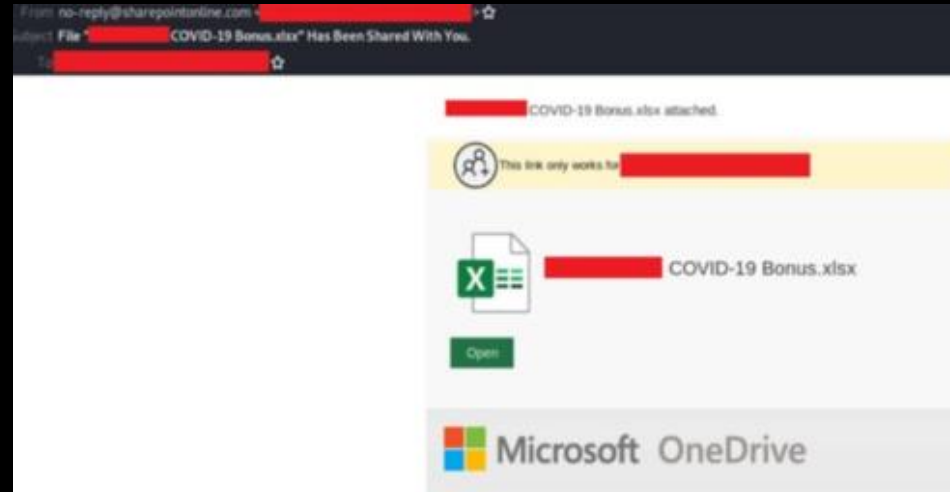 From no-reply@sharepointonline.com <
Subject File " COVID-19 Bonus.xlsx" Has Been Shared With You.
To
COVID-19 Bonus.xlsx attached.
This link only works for
X
COVID-19 Bonus.xlsx
Open
Microsoft OneDrive